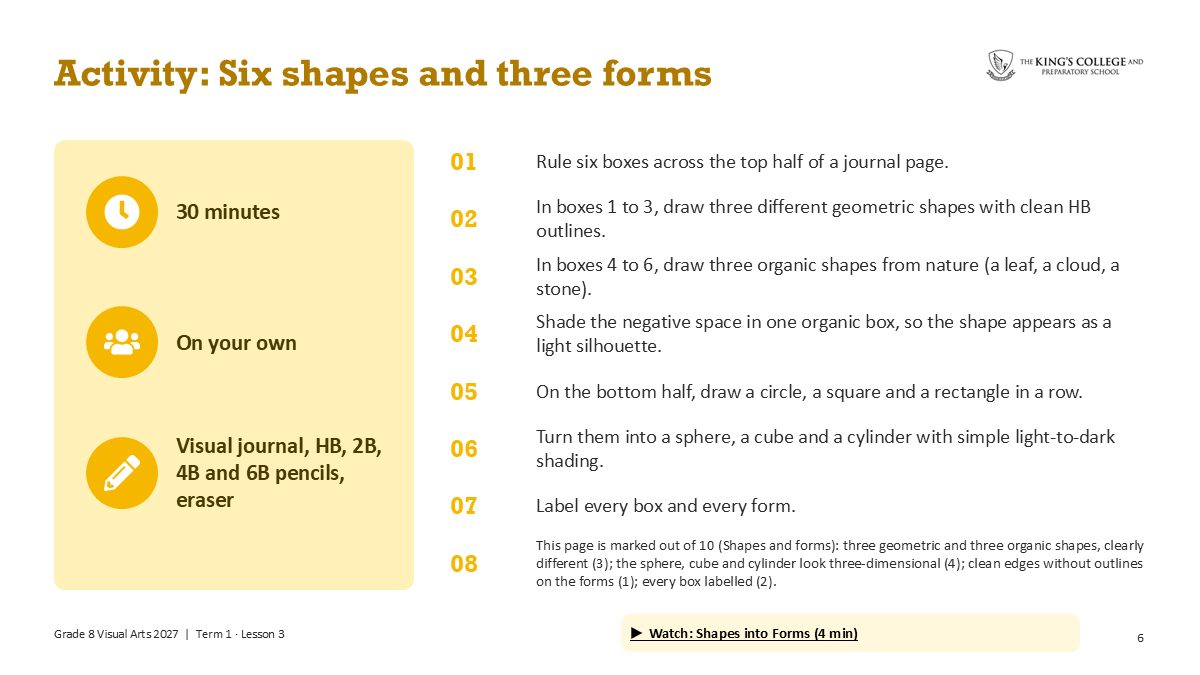 Activity: Six shapes and three forms
THE KING'S COLLEGE AND
PREPARATORY SCHOOL
30 minutes
On your own
Visual journal, HB, 2B,
4B and 6B pencils,
eraser
01 Rule six boxes across the top half of a journal page.
02 In boxes 1 to 3, draw three different geometric shapes with clean HB
outlines.
03 In boxes 4 to 6, draw three organic shapes from nature (a leaf, a cloud, a
stone).
04 Shade the negative space in one organic box, so the shape appears as a
light silhouette.
05 On the bottom half, draw a circle, a square and a rectangle in a row.
06 Turn them into a sphere, a cube and a cylinder with simple light-to-dark
shading.
07 Label every box and every form.
08 This page is marked out of 10 (Shapes and forms): three geometric and three organic shapes, clearly
different (3); the sphere, cube and cylinder look three-dimensional (4); clean edges without outlines
on the forms (1); every box labelled (2).
Grade 8 Visual Arts 2027 | Term 1 · Lesson 3
▶ Watch: Shapes into Forms (4 min)
6